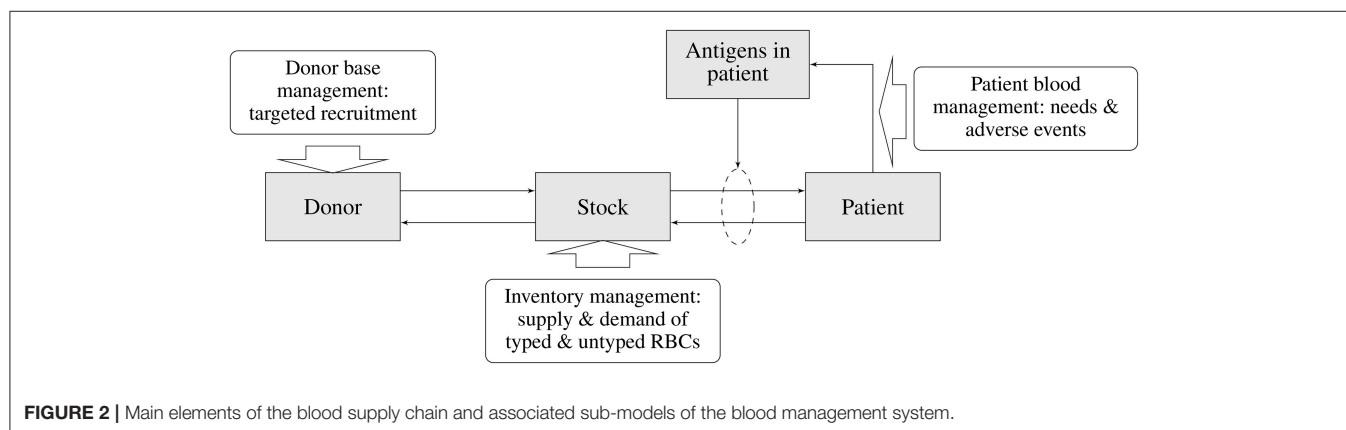 Donor base
management:
targeted recruitment
Antigens in
patient
Patient blood
management: needs &
adverse events
Donor
Stock
Patient
Inventory management:
supply & demand of
typed & untyped RBCs
FIGURE 2 | Main elements of the blood supply chain and associated sub-models of the blood management system.